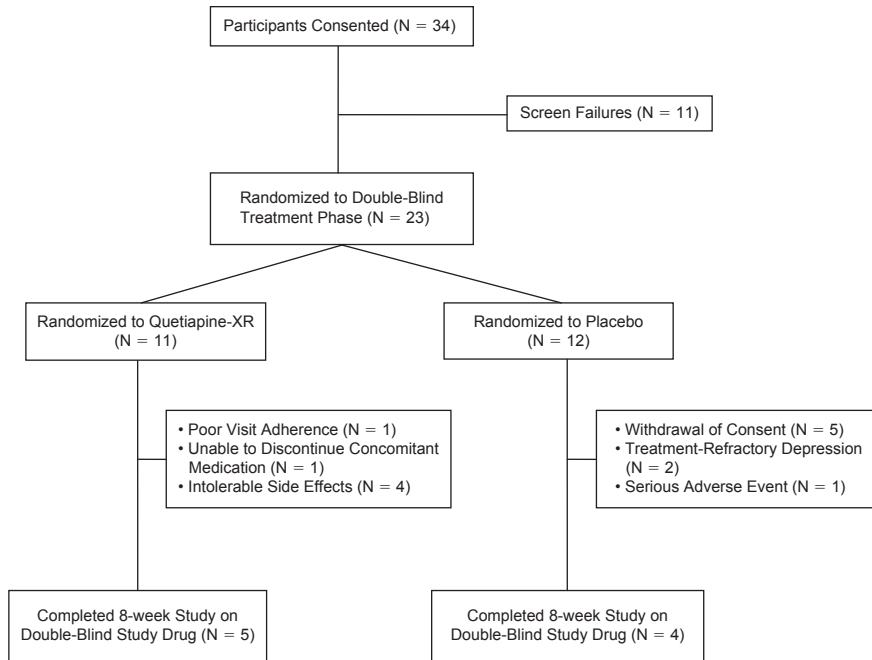 Participants Consented (N = 34)
Screen Failures (N = 11)
Randomized to Double-Blind
Treatment Phase (N = 23)
Randomized to Quetiapine-XR
(N = 11)
Randomized to Placebo
(N = 12)
• Poor Visit Adherence (N = 1)
• Unable to Discontinue Concomitant
Medication (N = 1)
• Intolerable Side Effects (N = 4)
• Withdrawal of Consent (N = 5)
• Treatment-Refractory Depression
(N = 2)
• Serious Adverse Event (N = 1)
Completed 8-week Study on
Double-Blind Study Drug (N = 5)
Completed 8-week Study on
Double-Blind Study Drug (N = 4)